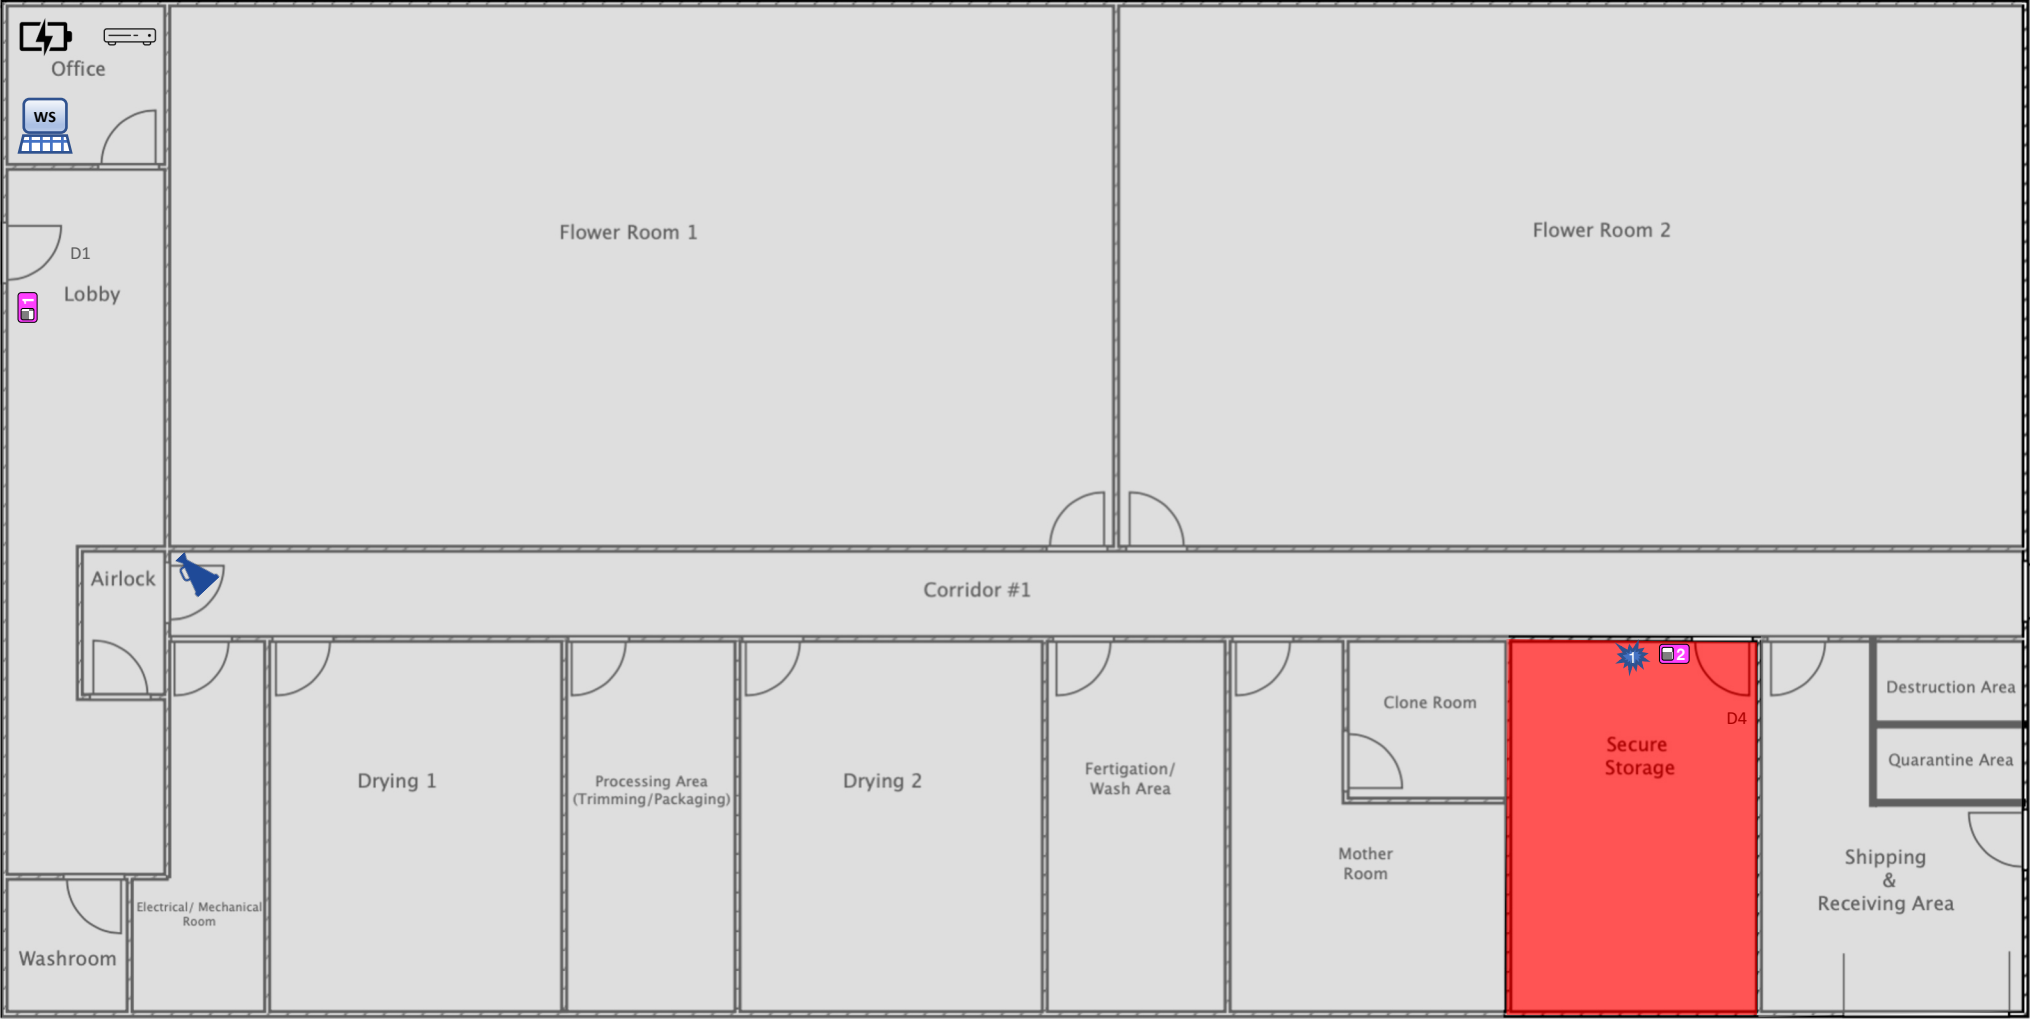 Office
WS
Flower Room 1
Flower Room 2
D1
Lobby
1
Airlock
Corridor #1
1
2
Destruction Area
Clone Room
D4
Secure
Storage
Quarantine Area
Drying 1
Processing Area
(Trimming/Packaging)
Drying 2
Fertigation/
Wash Area
Mother
Room
Shipping
&
Receiving Area
Electrical/ Mechanical
Room
Washroom